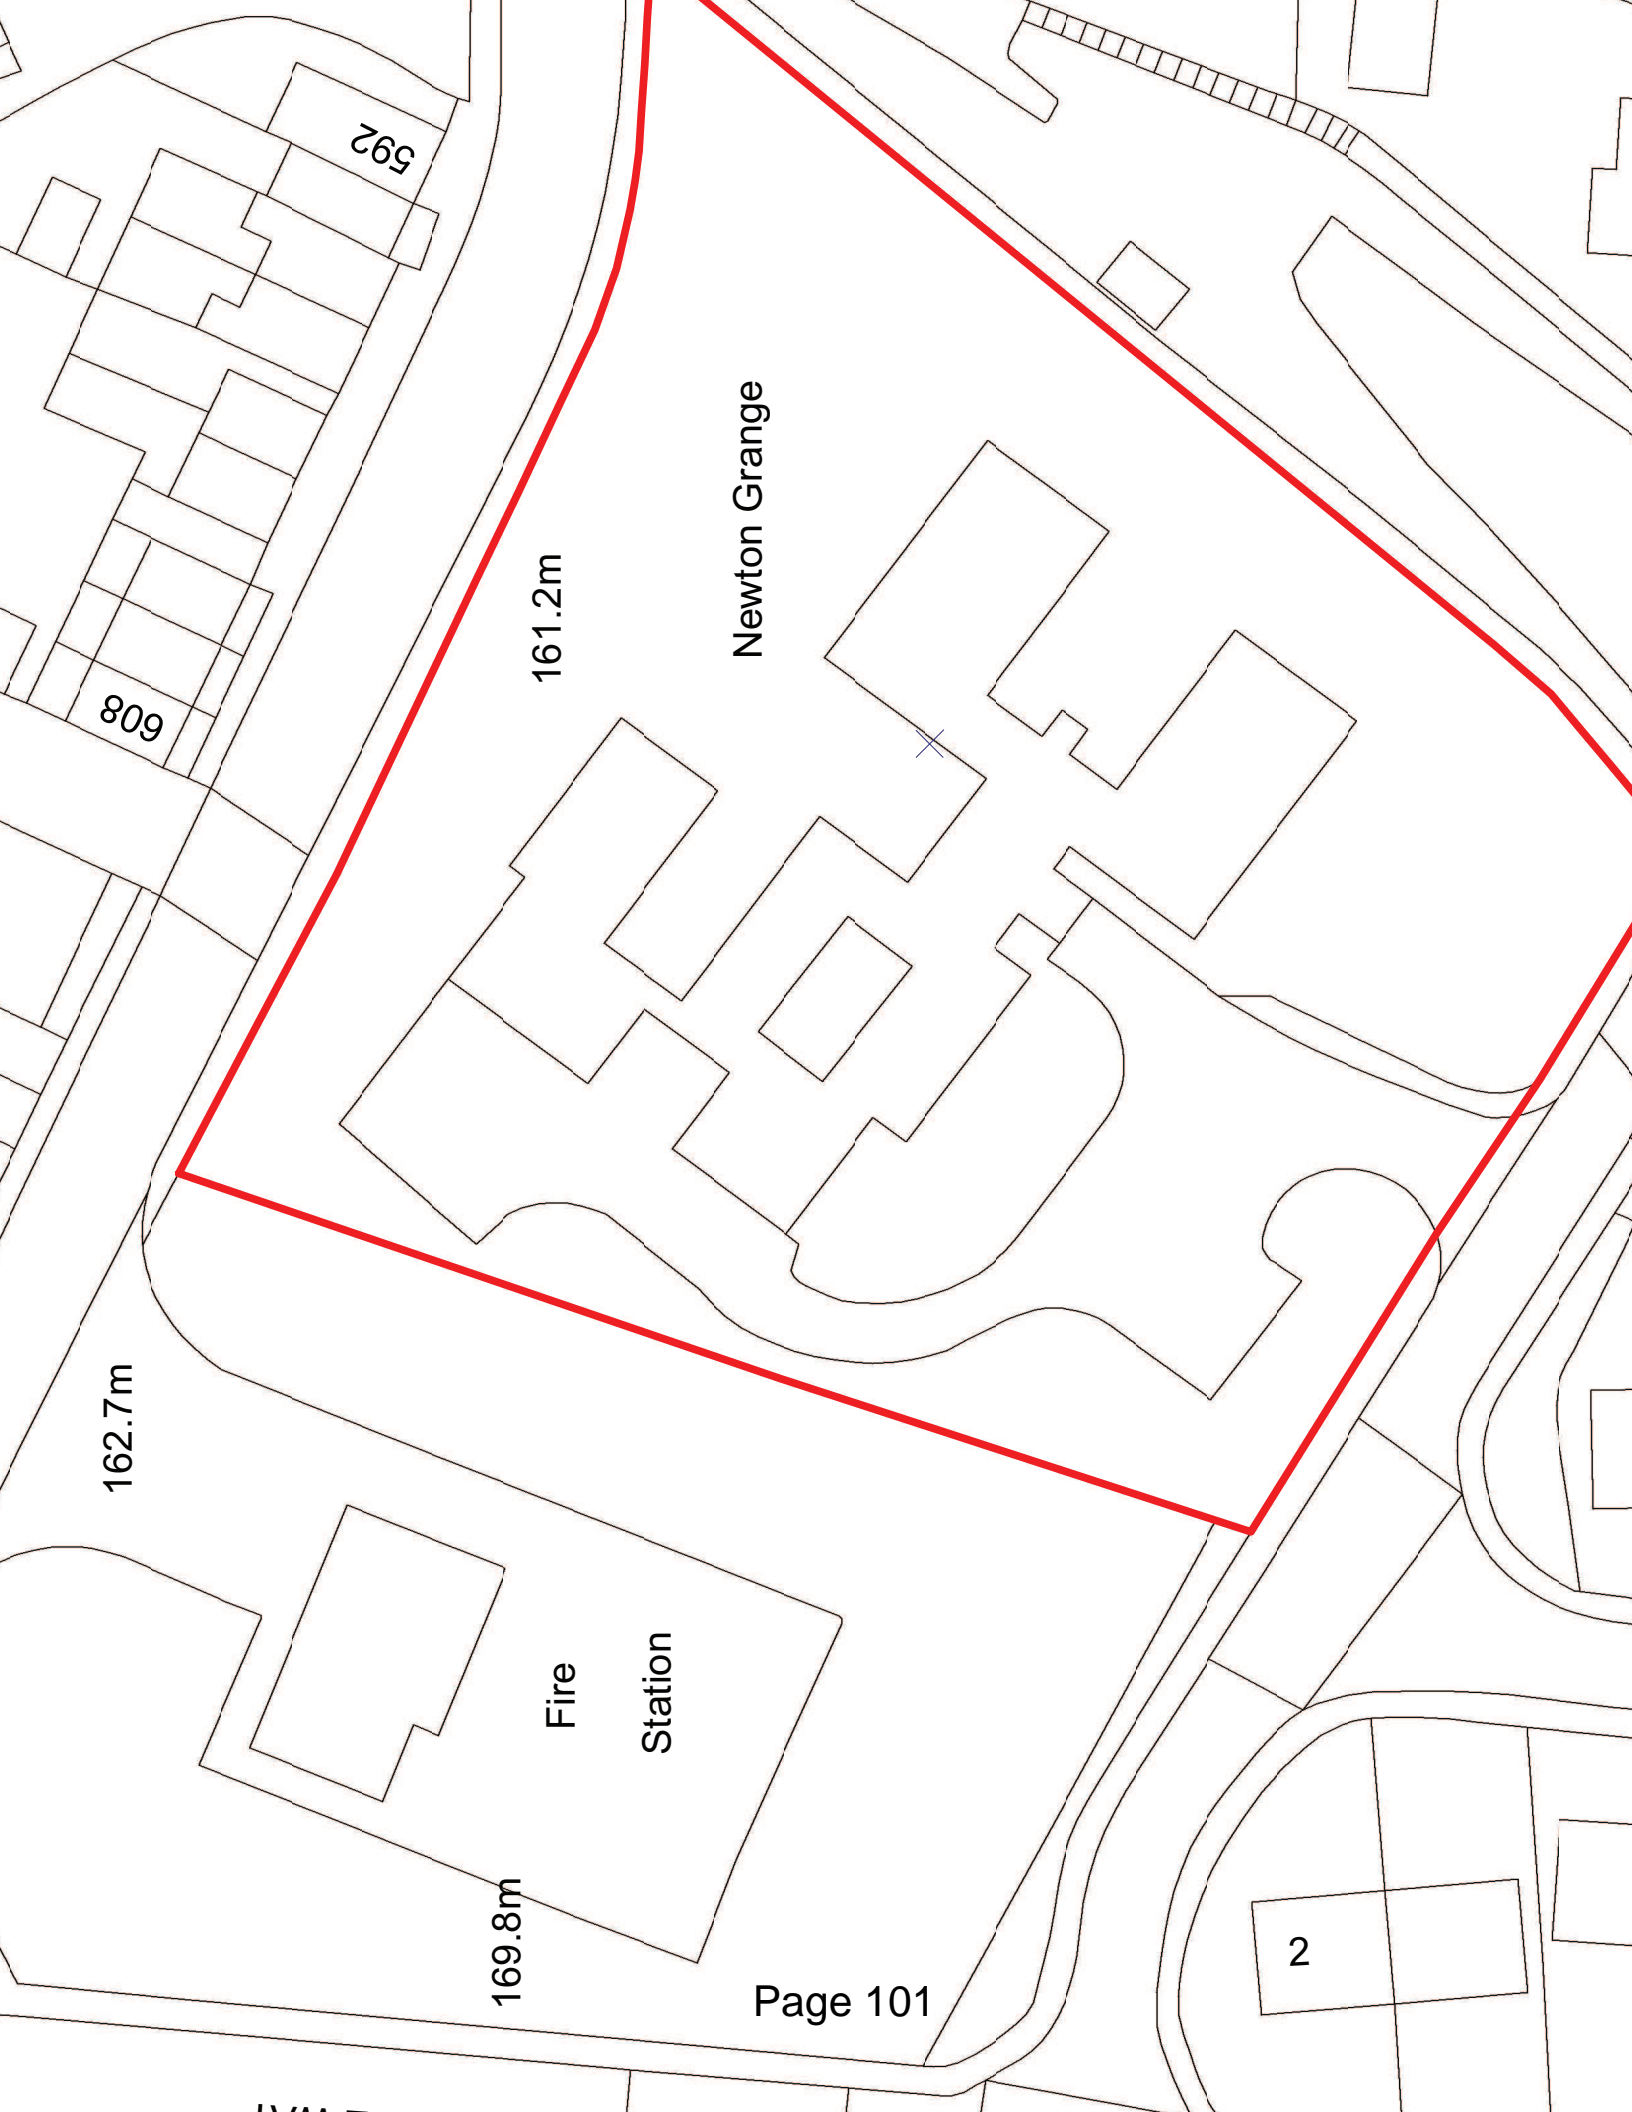 592
Newton Grange
161.2m
608
162.7m
Fire
Station
169.8m
2
Page 101